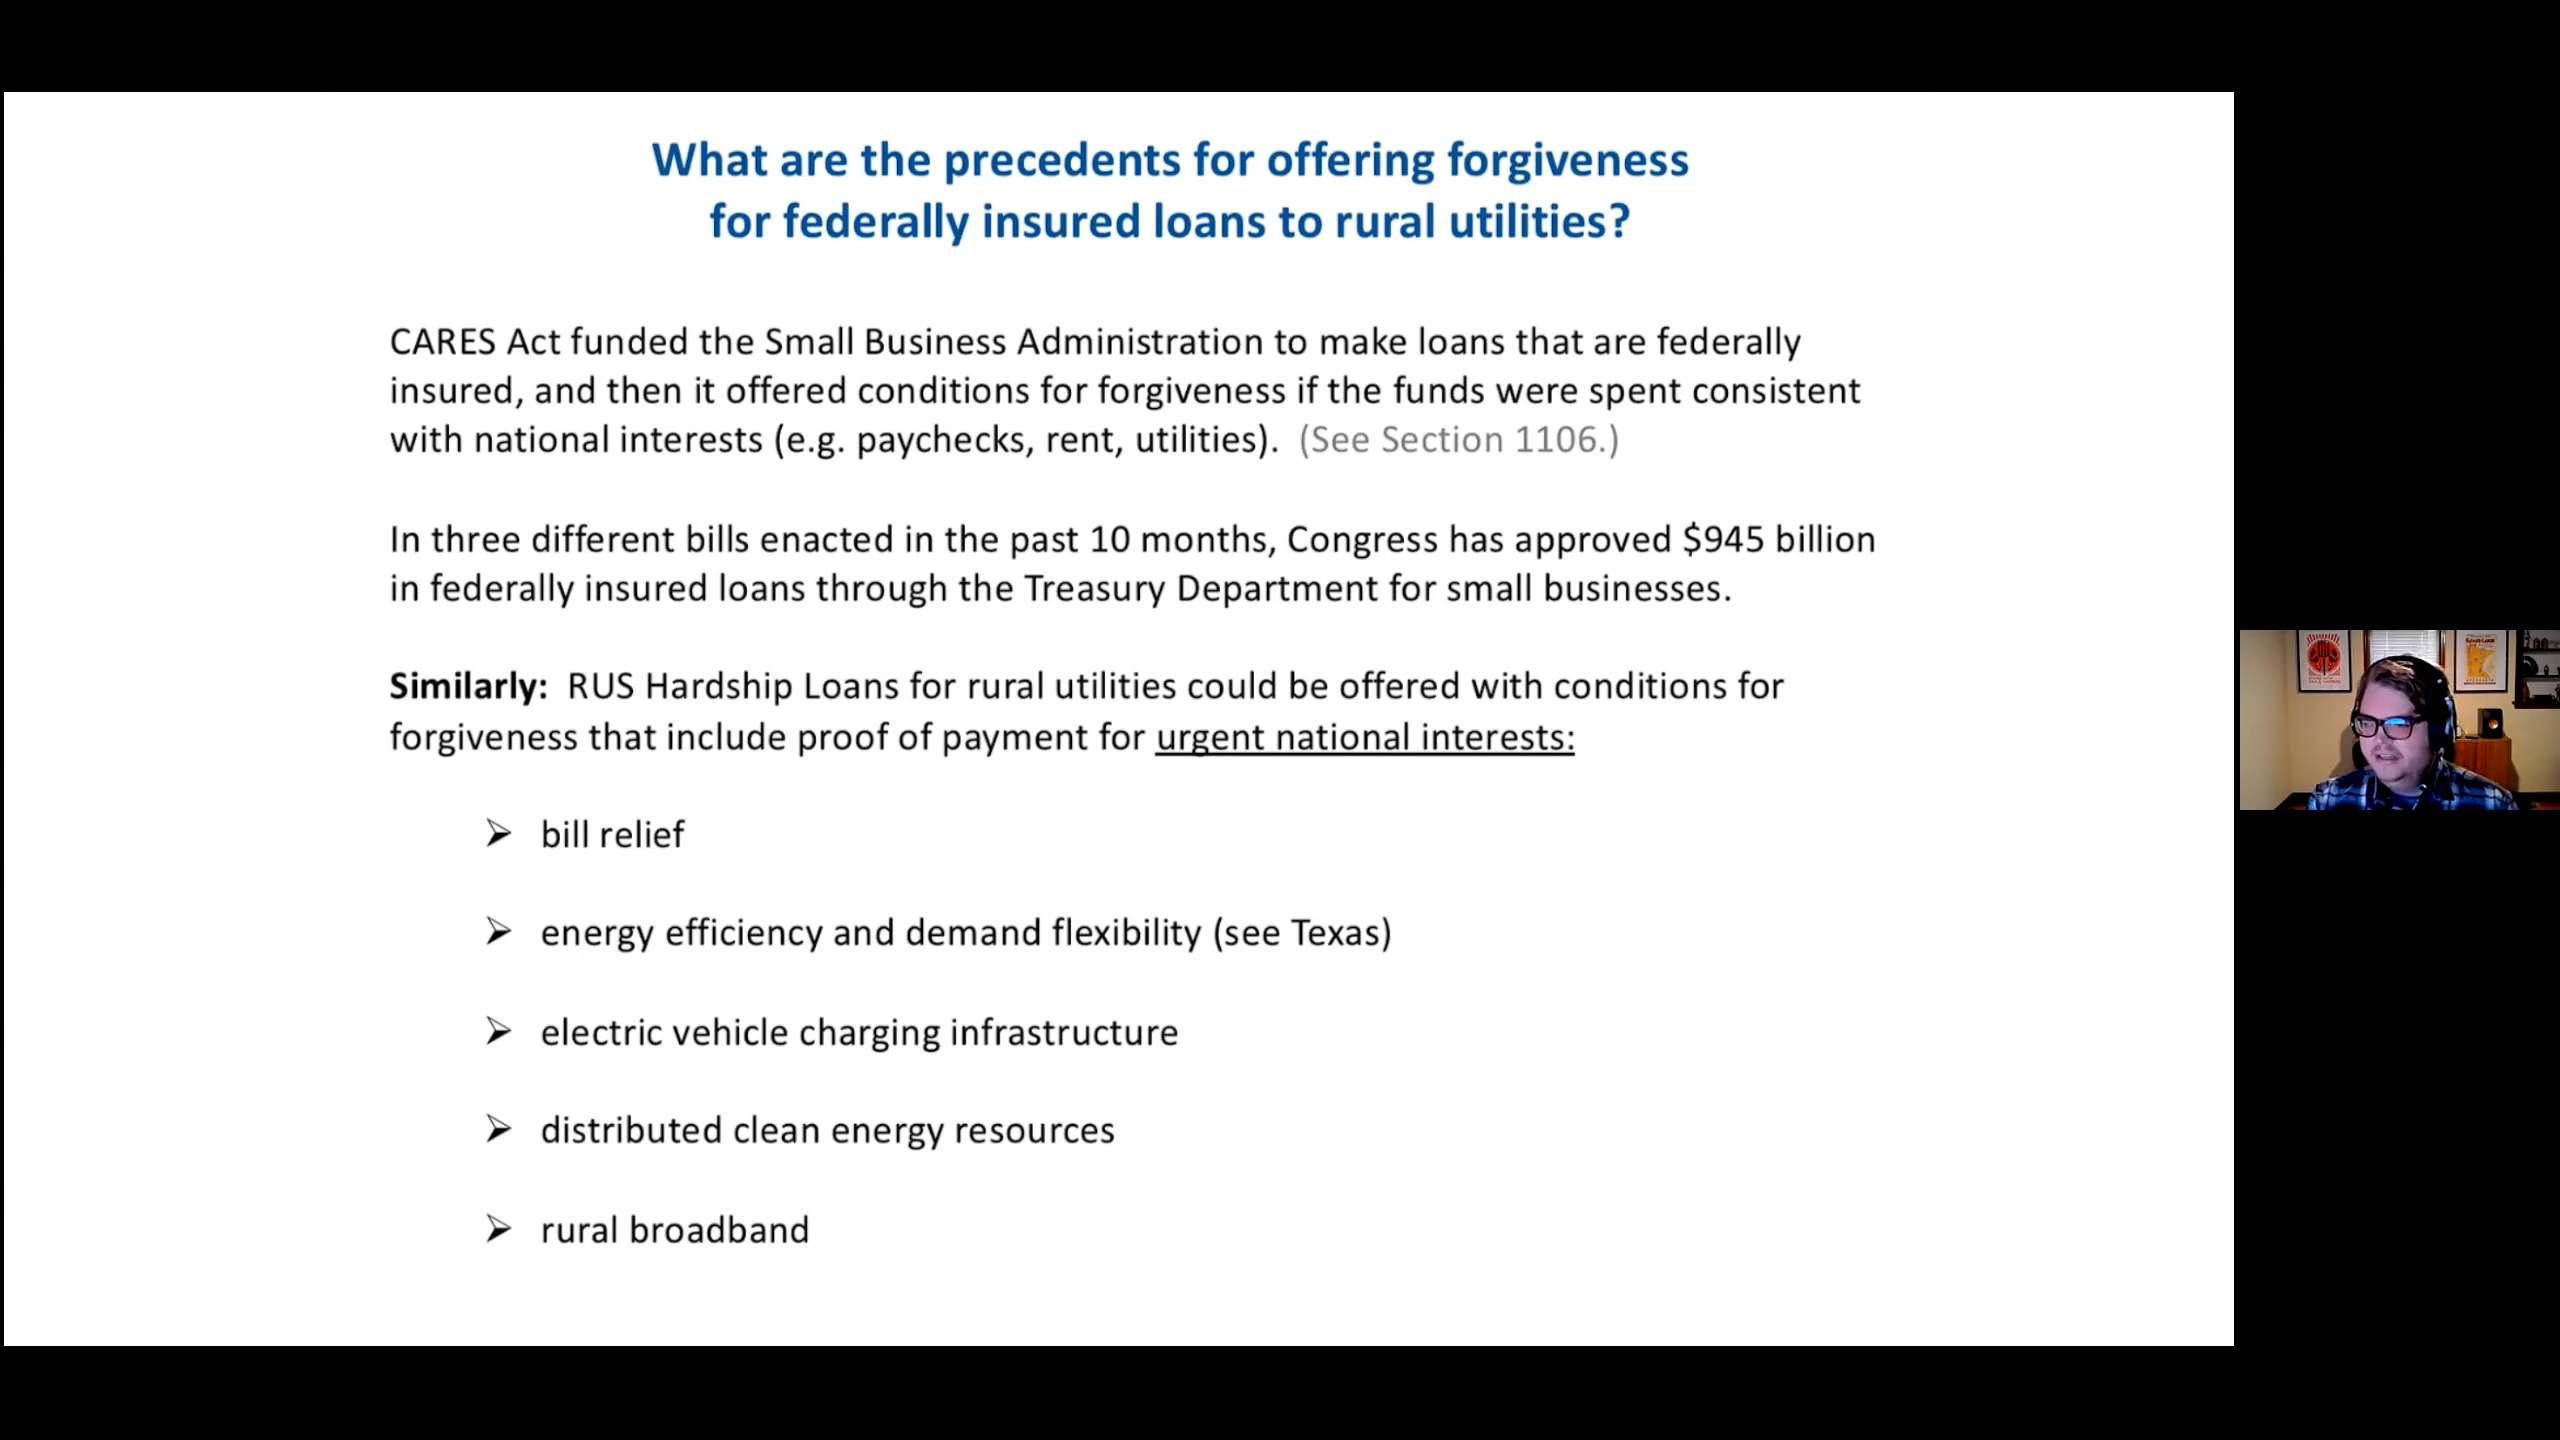 What are the precedents for offering forgiveness
for federally insured loans to rural utilities?
CARES Act funded the Small Business Administration to make loans that are federally
insured, and then it offered conditions for forgiveness if the funds were spent consistent
with national interests (e.g. paychecks, rent, utilities).  (See Section 1106.)
In three different bills enacted in the past 10 months, Congress has approved $945 billion
in federally insured loans through the Treasury Department for small businesses.
Similarly:  RUS Hardship Loans for rural utilities could be offered with conditions for
forgiveness that include proof of payment for urgent national interests:
➢ bill relief
➢ energy efficiency and demand flexibility (see Texas)
➢ electric vehicle charging infrastructure
➢ distributed clean energy resources
➢ rural broadband